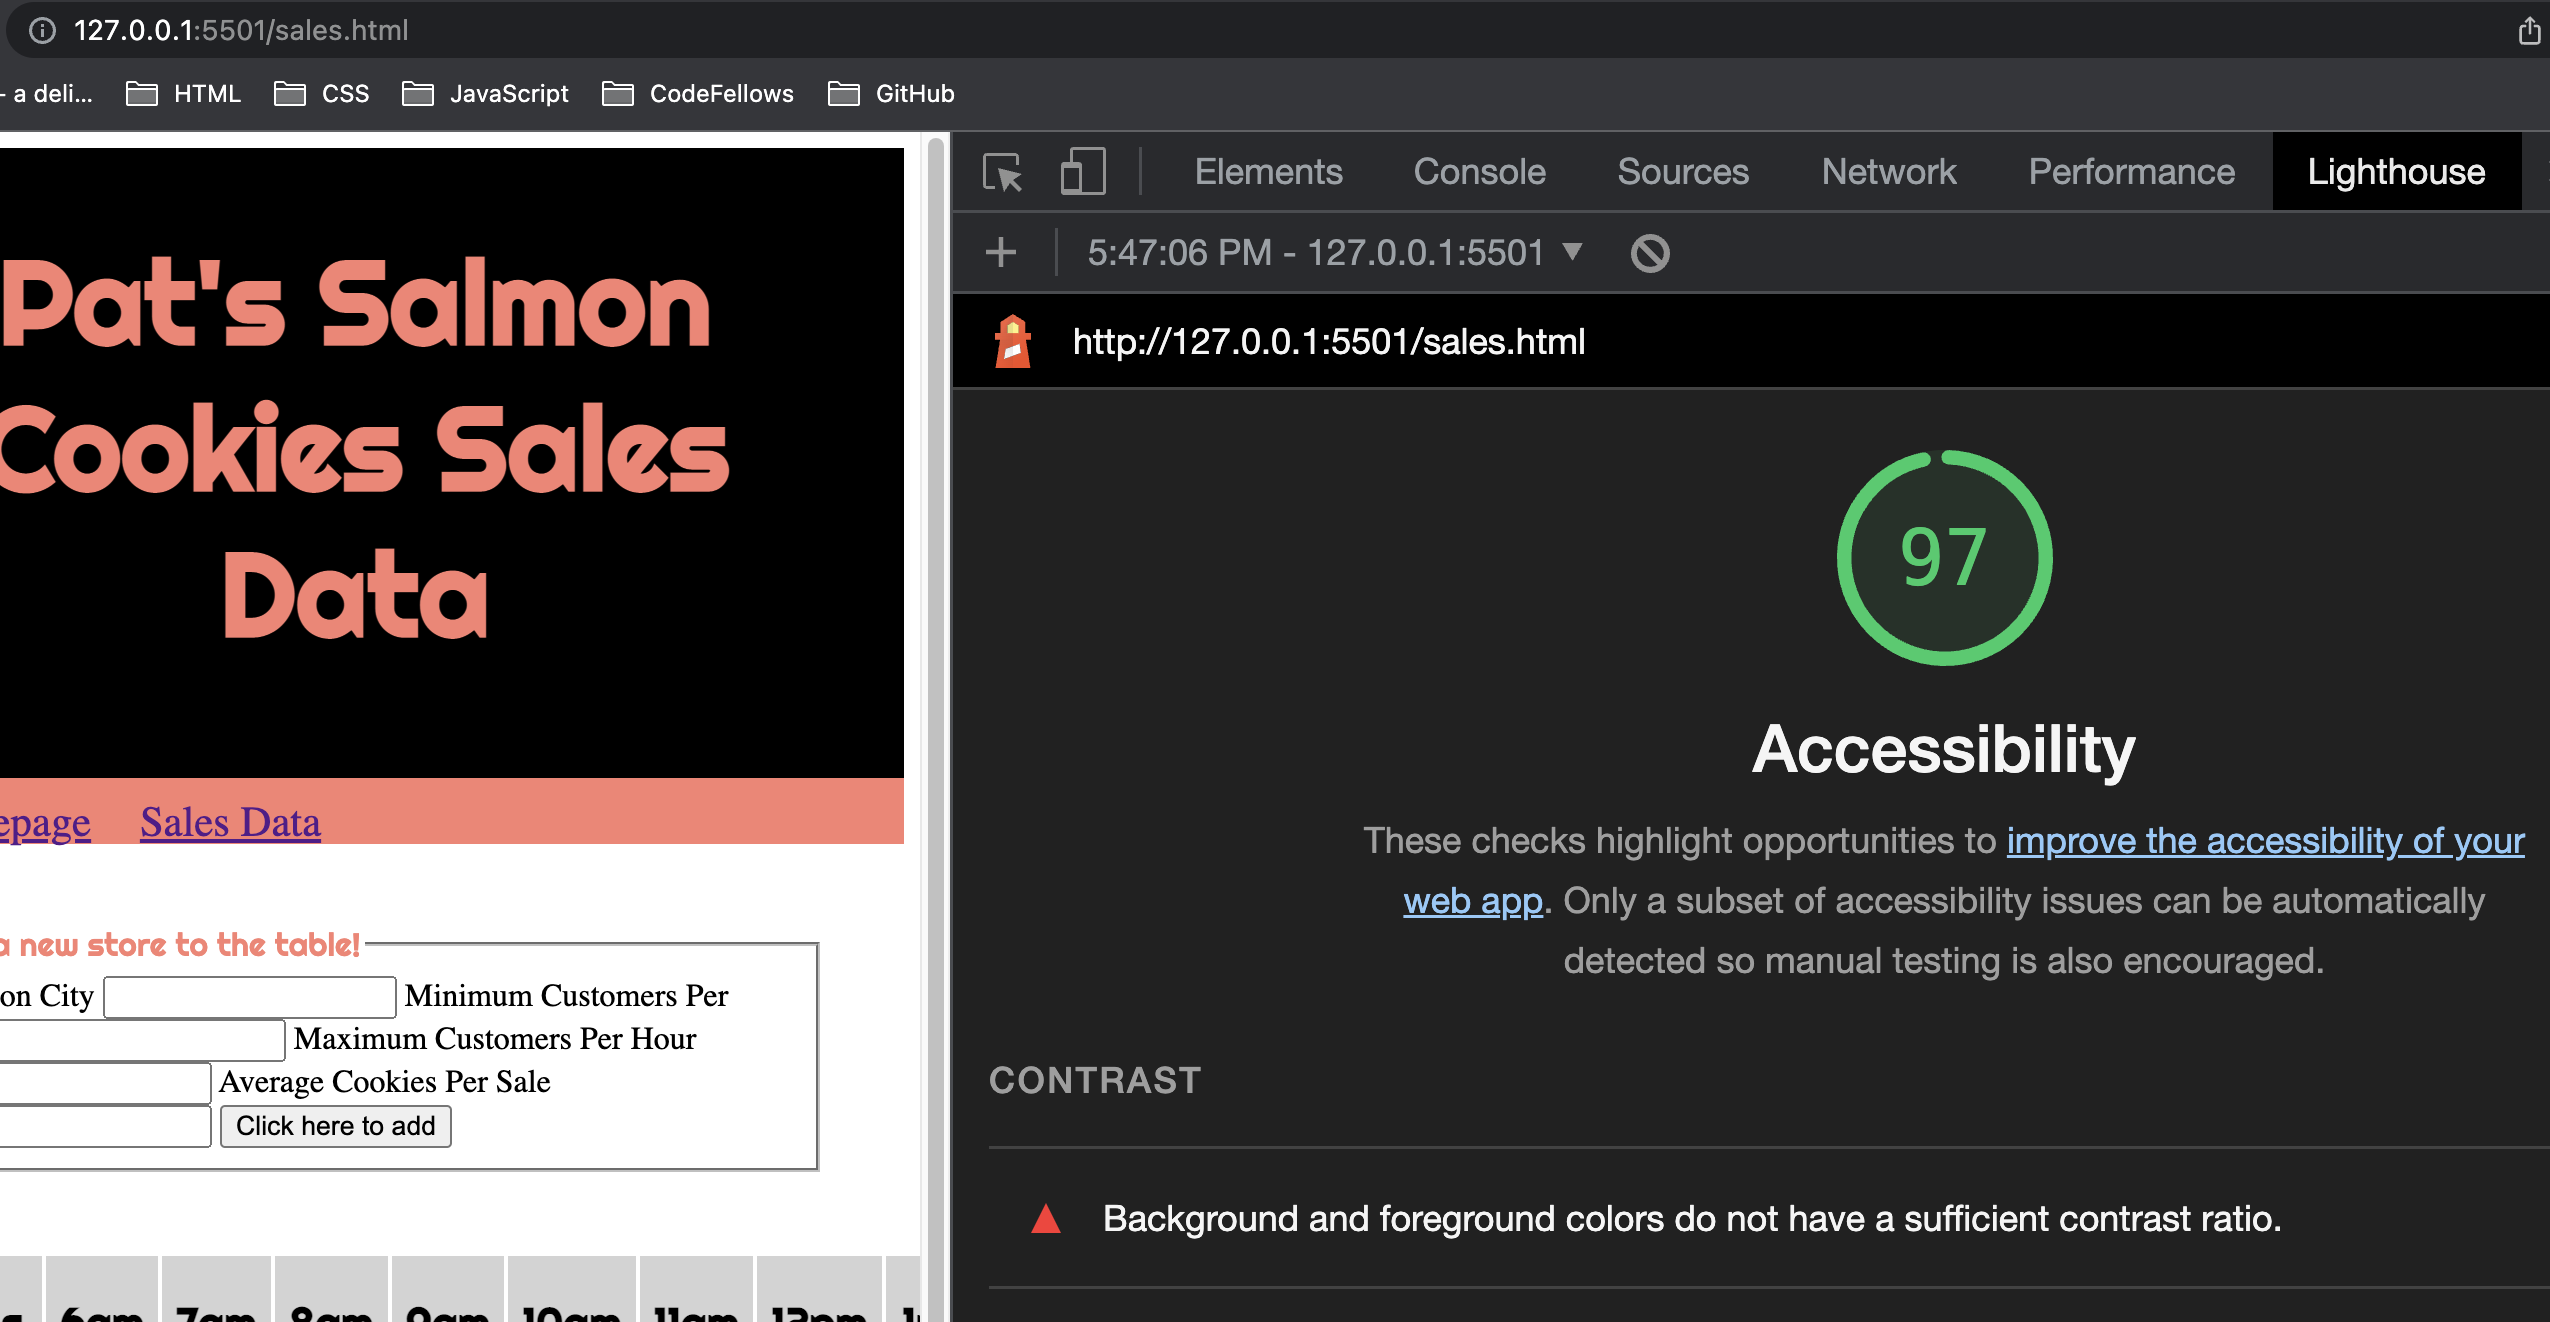 127.0.0.1:5501/sales.html
- a deli... HTML CSS JavaScript CodeFellows GitHub
Elements Console Sources Network Performance Lighthouse
5:47:06 PM - 127.0.0.1:5501
http://127.0.0.1:5501/sales.html
Pat's Salmon
Cookies Sales
Data
epage Sales Data
a new store to the table!
on City Minimum Customers Per
Maximum Customers Per Hour
Average Cookies Per Sale
Click here to add
6am 7am 8am 9am 10am 11am 12pm
97
Accessibility
These checks highlight opportunities to improve the accessibility of your
web app. Only a subset of accessibility issues can be automatically
detected so manual testing is also encouraged.
CONTRAST
Background and foreground colors do not have a sufficient contrast ratio.